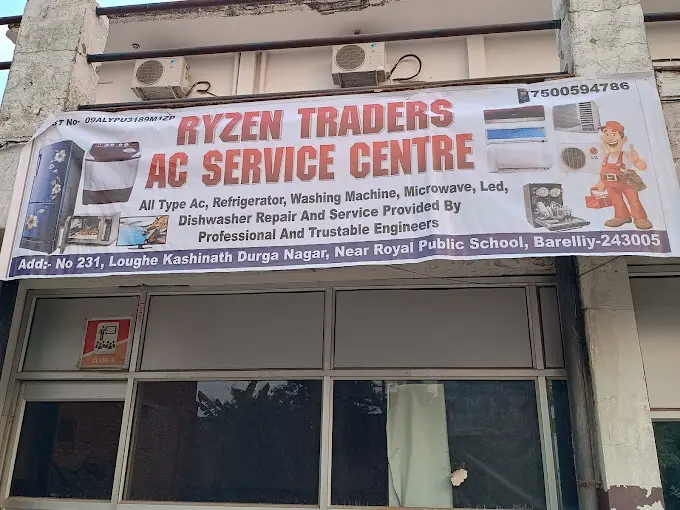 ST No- 09ALYPU3189M1ZP
7500594786
RYZEN TRADERS
AC SERVICE CENTRE
All Type Ac, Refrigerator, Washing Machine, Microwave, Led,
Dishwasher Repair And Service Provided By
Professional And Trustable Engineers
LG
Add:- No 231, Loughe Kashinath Durga Nagar, Near Royal Public School, Barelliy-243005